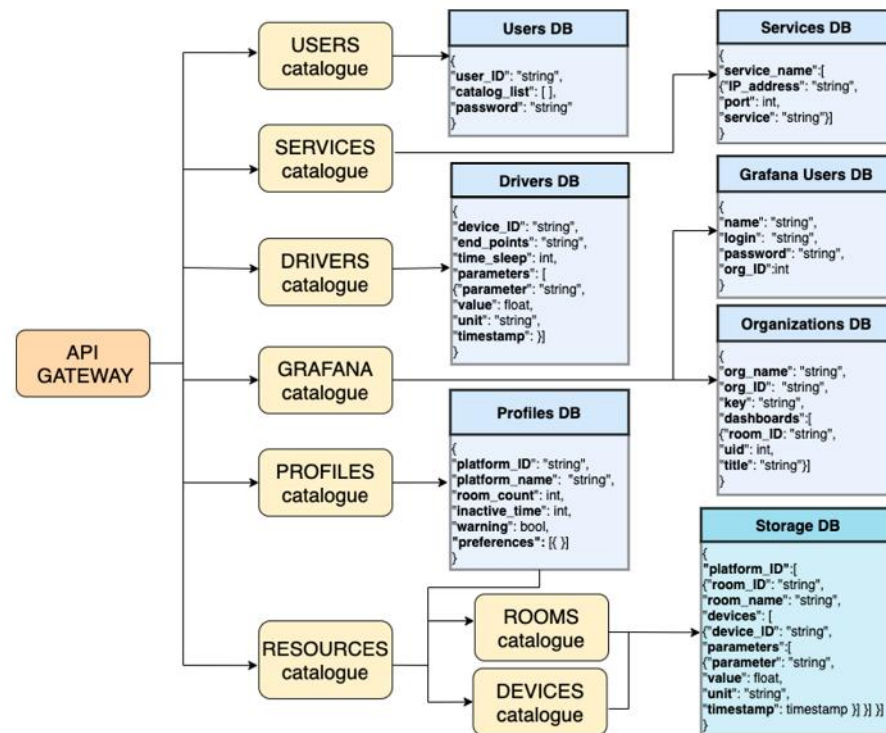 API
GATEWAY
USERS
catalogue
SERVICES
catalogue
DRIVERS
catalogue
GRAFANA
catalogue
PROFILES
catalogue
RESOURCES
catalogue
ROOMS
catalogue
DEVICES
catalogue
Users DB
{
"user_ID": "string",
"catalog_list": [ ],
"password": "string"
}
Drivers DB
{
"device_ID": "string",
"end_points": "string",
"time_sleep": int,
"parameters": [
{"parameter": "string",
"value": float,
"unit": "string",
"timestamp": }]
}
Profiles DB
{
"platform_ID": "string",
"platform_name": "string",
"room_count": int,
"inactive_time": int,
"warning": bool,
"preferences": [{ }]
}
Services DB
{
"service_name":[
{"IP_address": "string",
"port": int,
"service": "string"}]
}
Grafana Users DB
{
"name": "string",
"login": "string",
"password": "string",
"org_ID":int
}
Organizations DB
{
"org_name": "string",
"org_ID": "string",
"key": "string",
"dashboards":[
{"room_ID: "string",
"uid": int,
"title": "string"}]
}
Storage DB
{
"platform_ID":[
{"room_ID": "string",
"room_name": "string",
"devices": [
{"device_ID": "string",
"parameters":[
{"parameter": "string",
"value": float,
"unit": "string",
"timestamp": timestamp }] }] }]
}